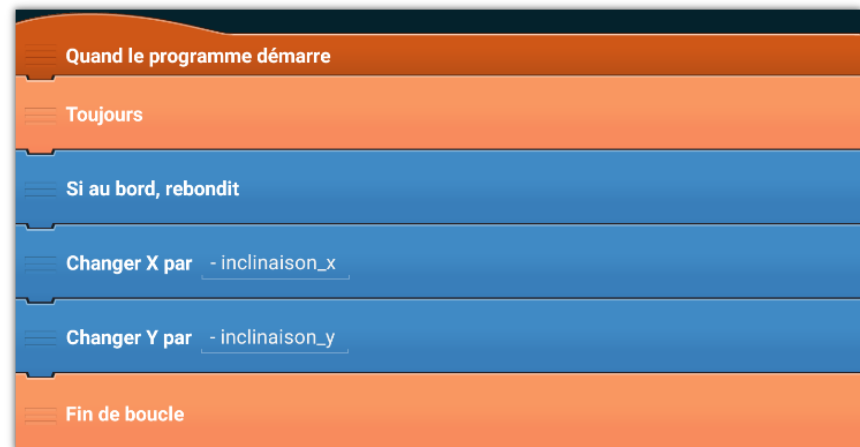 Quand le programme démarre
Toujours
Si au bord, rebondit
Changer X par - inclinaison_x
Changer Y par - inclinaison_y
Fin de boucle